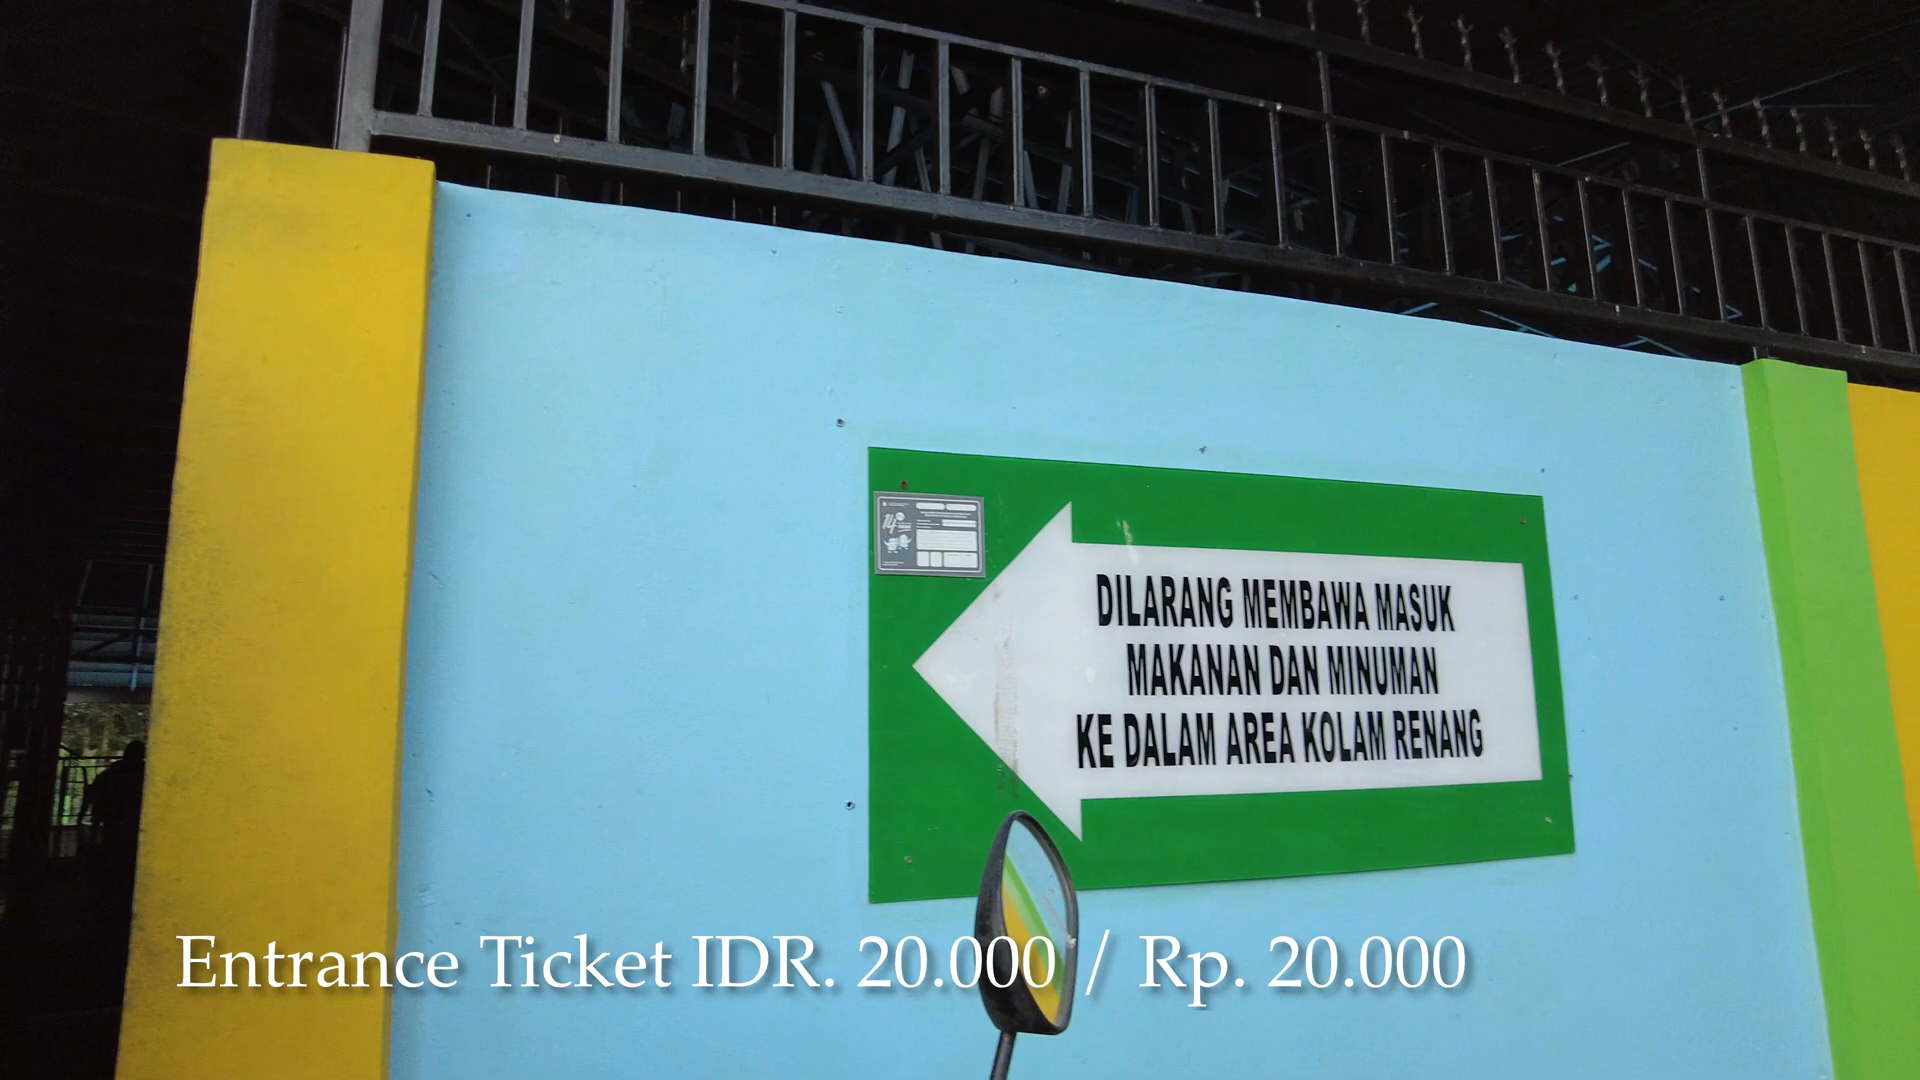 14
DILARANG MEMBAWA MASUK
MAKANAN DAN MINUMAN
KE DALAM AREA KOLAM RENANG
Entrance Ticket IDR. 20.000 / Rp. 20.000